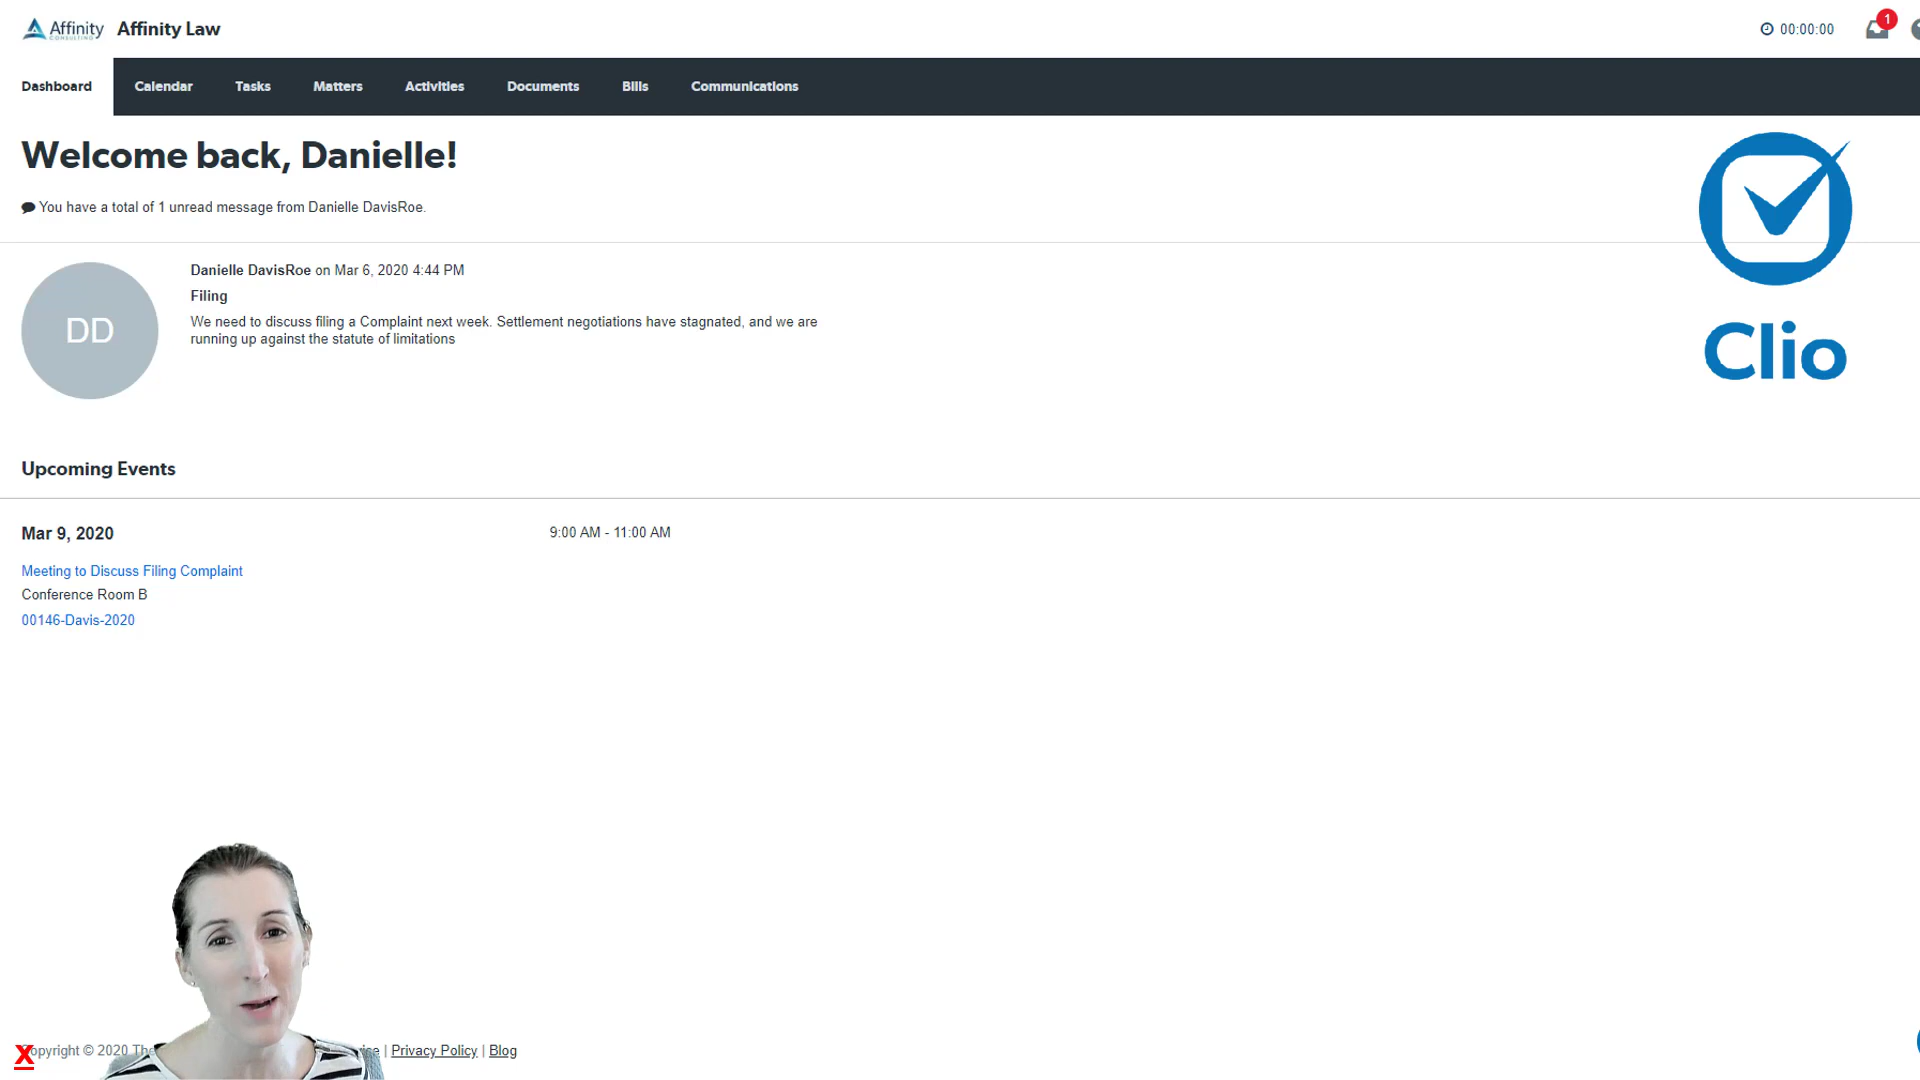 Affinity
CONSULTING
Affinity Law
00:00:00
1
Dashboard
Calendar
Tasks
Matters
Activities
Documents
Bills
Communications
Welcome back, Danielle!
You have a total of 1 unread message from Danielle DavisRoe.
DD
Danielle DavisRoe on Mar 6, 2020 4:44 PM
Filing
We need to discuss filing a Complaint next week. Settlement negotiations have stagnated, and we are
running up against the statute of limitations
Clio
Upcoming Events
Mar 9, 2020
9:00 AM - 11:00 AM
Meeting to Discuss Filing Complaint
Conference Room B
00146-Davis-2020
X
opyright © 2020 The
| Privacy Policy | Blog